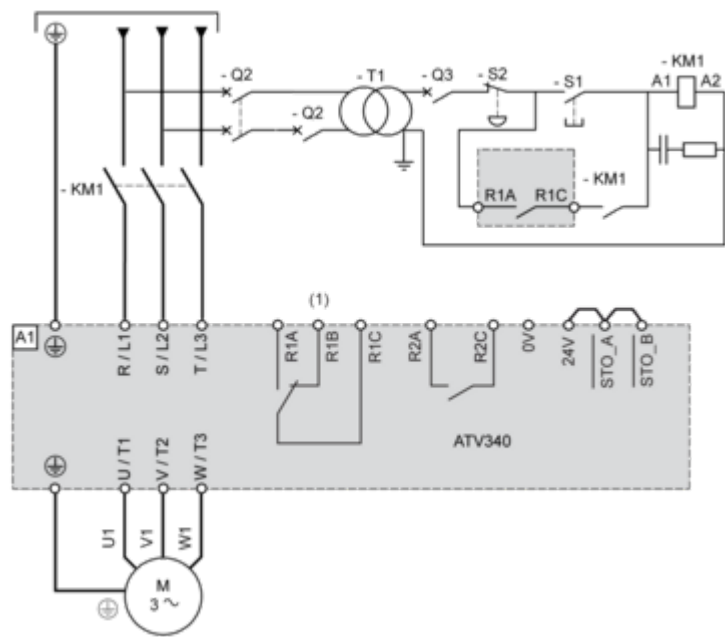 - Q2
- T1
- Q3
- S2
- S1
- KM1
A1
A2
- Q2
- KM1
R1A
R1C
- KM1
(1)
A1
R / L1
S / L2
T / L3
R1A
R1B
R1C
R2A
R2C
0V
24V
STO_A
STO_B
ATV340
U / T1
V / T2
W / T3
U1
V1
W1
M
3 ~